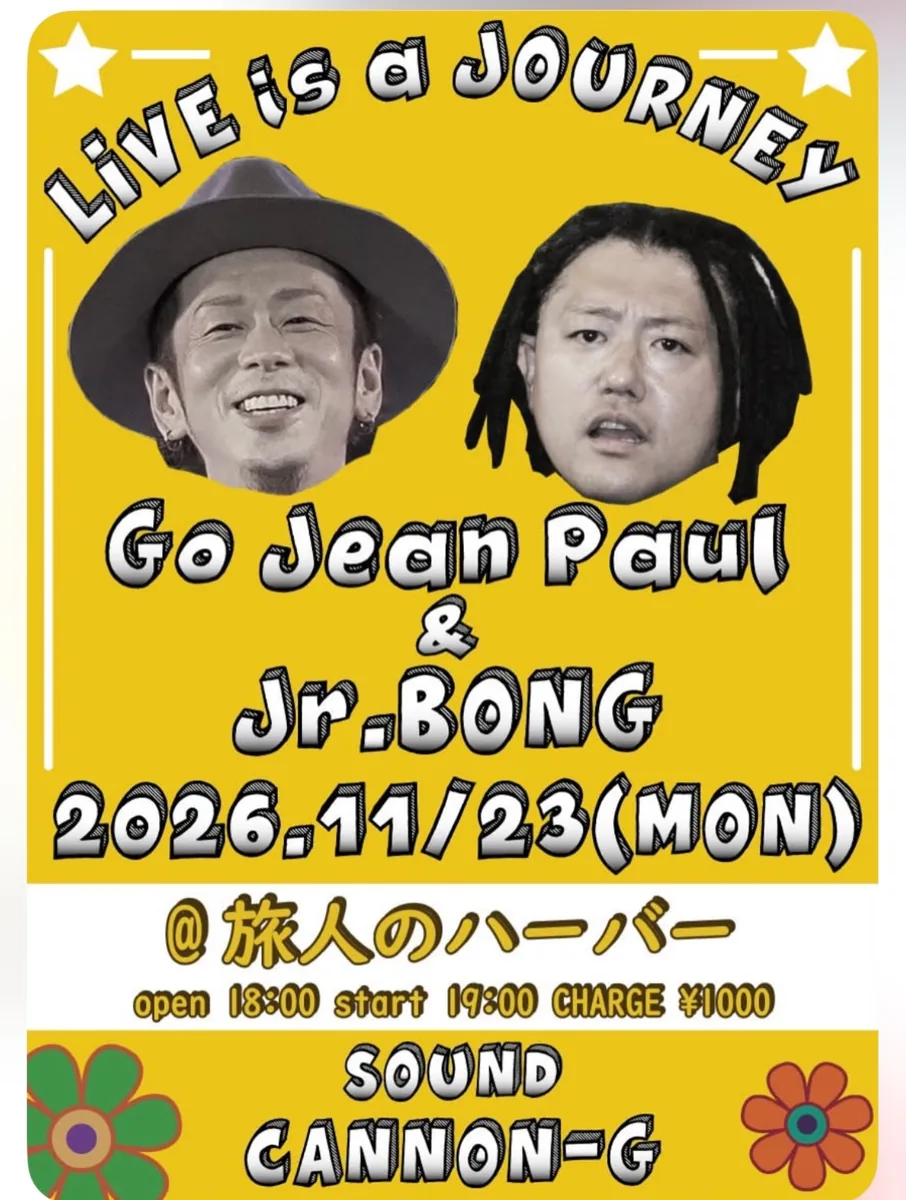 LiVE is a JOURNEY
Go Jean Paul
&
Jr.BONG
2026.11/23(MON)
@旅人のハーバー
open 18:00 start 19:00 CHARGE ¥1000
SOUND
CANNON-G